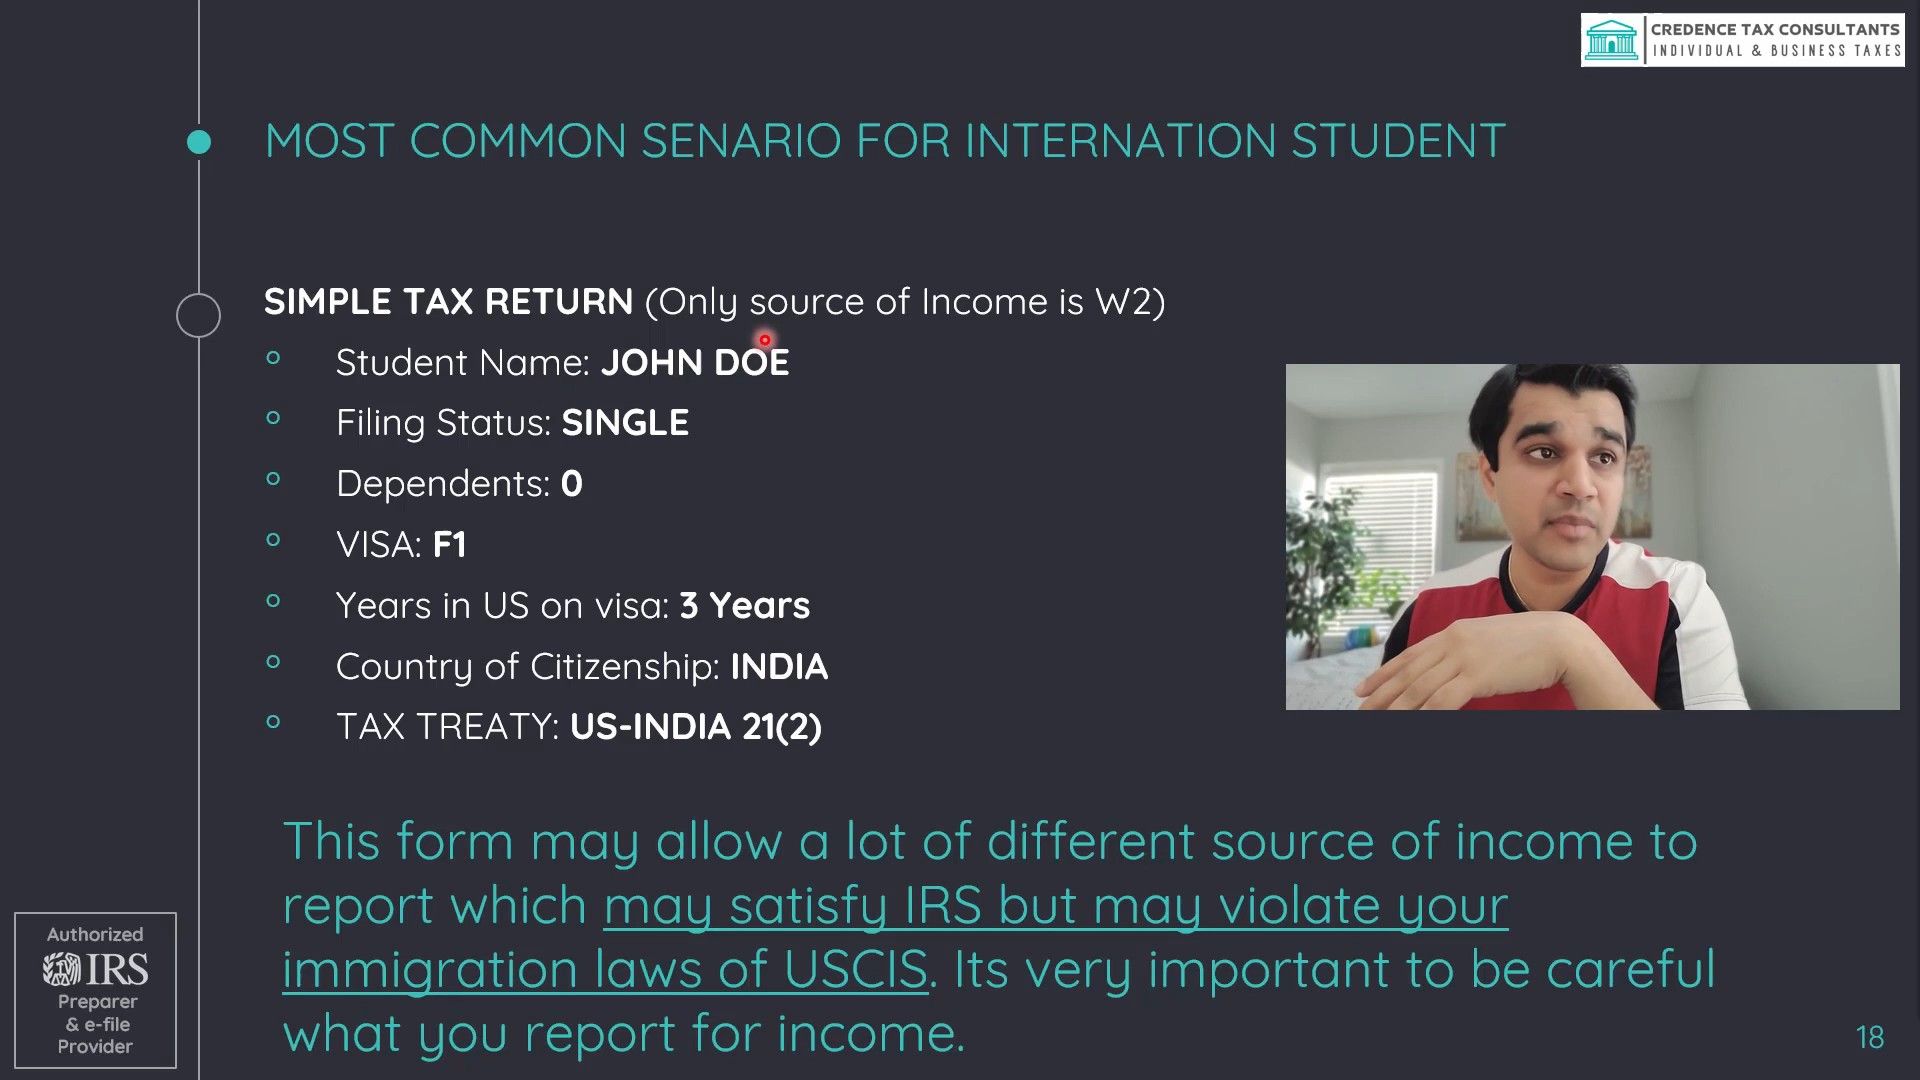 CREDENCE TAX CONSULTANTS
INDIVIDUAL & BUSINESS TAXES
MOST COMMON SENARIO FOR INTERNATION STUDENT
SIMPLE TAX RETURN (Only source of Income is W2)
Student Name: JOHN DOE
Filing Status: SINGLE
Dependents: 0
VISA: F1
Years in US on visa: 3 Years
Country of Citizenship: INDIA
TAX TREATY: US-INDIA 21(2)
This form may allow a lot of different source of income to
report which may satisfy IRS but may violate your
immigration laws of USCIS. Its very important to be careful
what you report for income.
Authorized
IRS
Preparer
& e-file
Provider
18